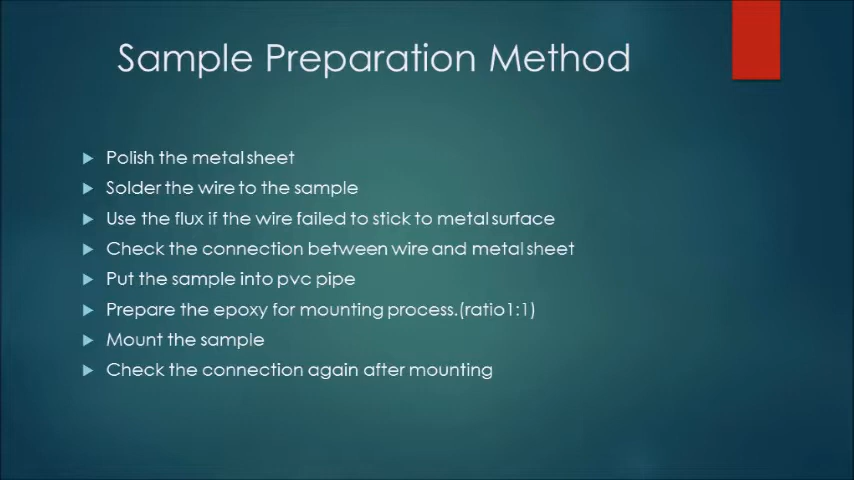 Sample Preparation Method
Polish the metal sheet
Solder the wire to the sample
Use the flux if the wire failed to stick to metal surface
Check the connection between wire and metal sheet
Put the sample into pvc pipe
Prepare the epoxy for mounting process.(ratio1:1)
Mount the sample
Check the connection again after mounting